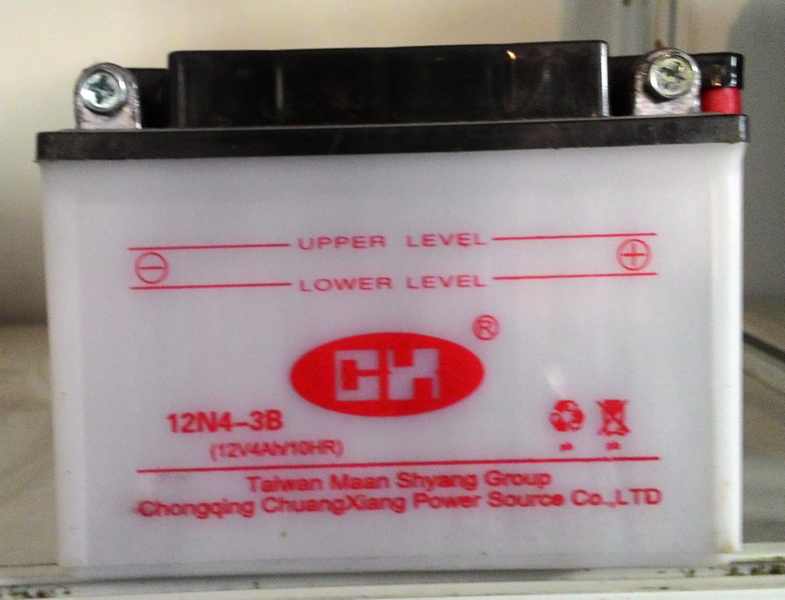 UPPER LEVEL
LOWER LEVEL
CX ®
12N4-3B
(12V4Ah/10HR)
Taiwan Maan Shyang Group
Chongqing ChuangXiang Power Source Co.,LTD